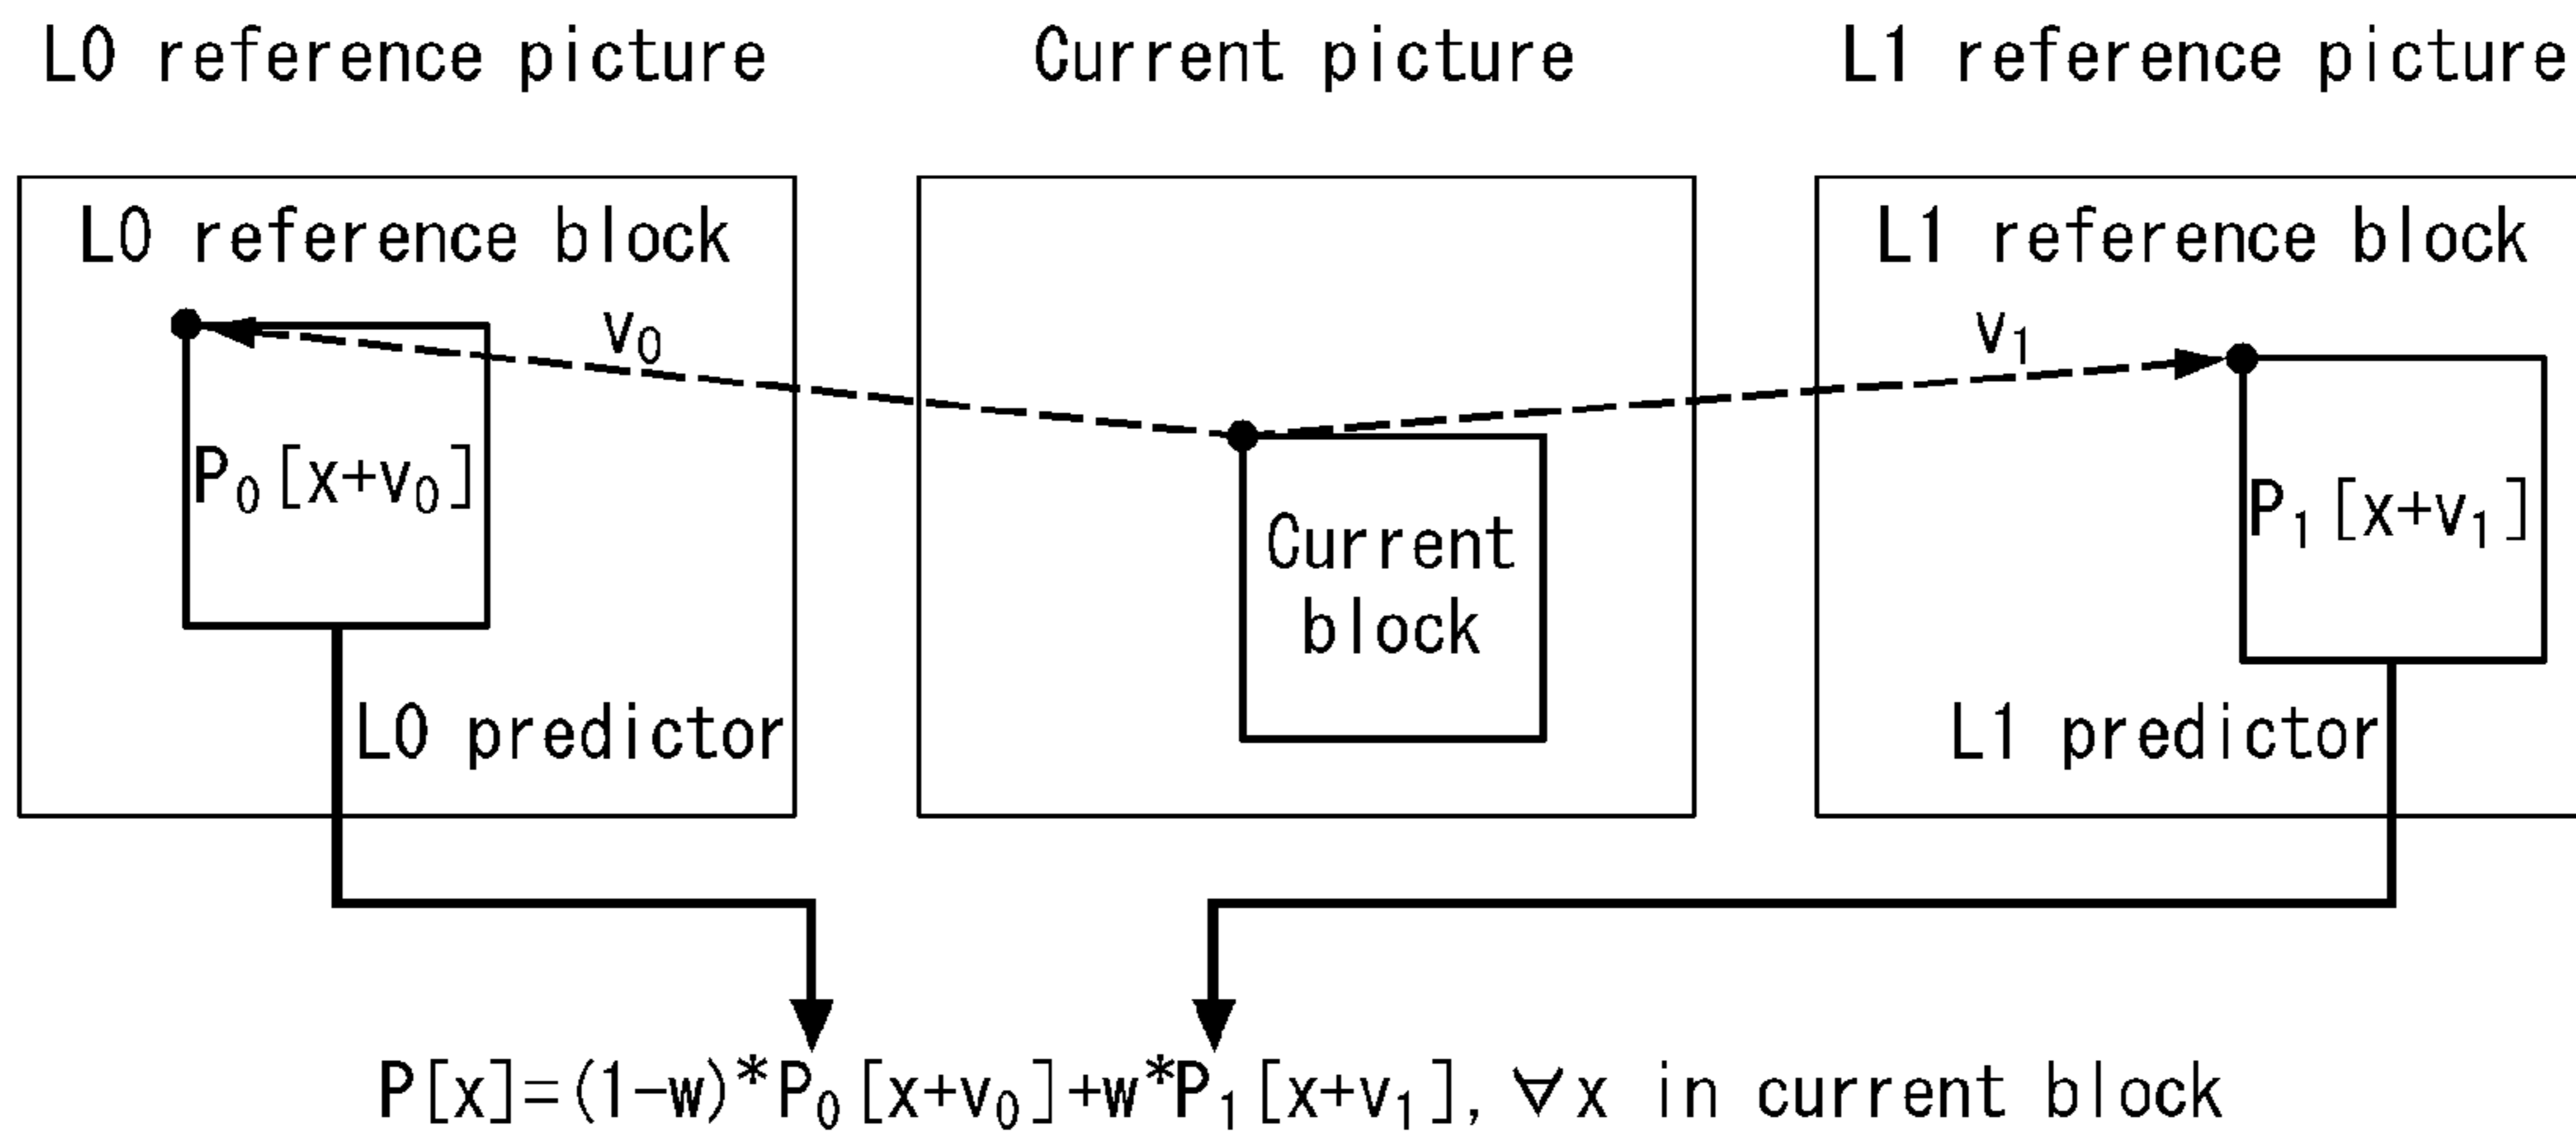 L0 reference picture
Current picture
L1 reference picture
L0 reference block
L1 reference block
v₀
v₁
P₀[x+v₀]
P₁[x+v₁]
Current
block
L0 predictor
L1 predictor
P[x]=(1-w)*P₀[x+v₀]+w*P₁[x+v₁], ∀x in current block